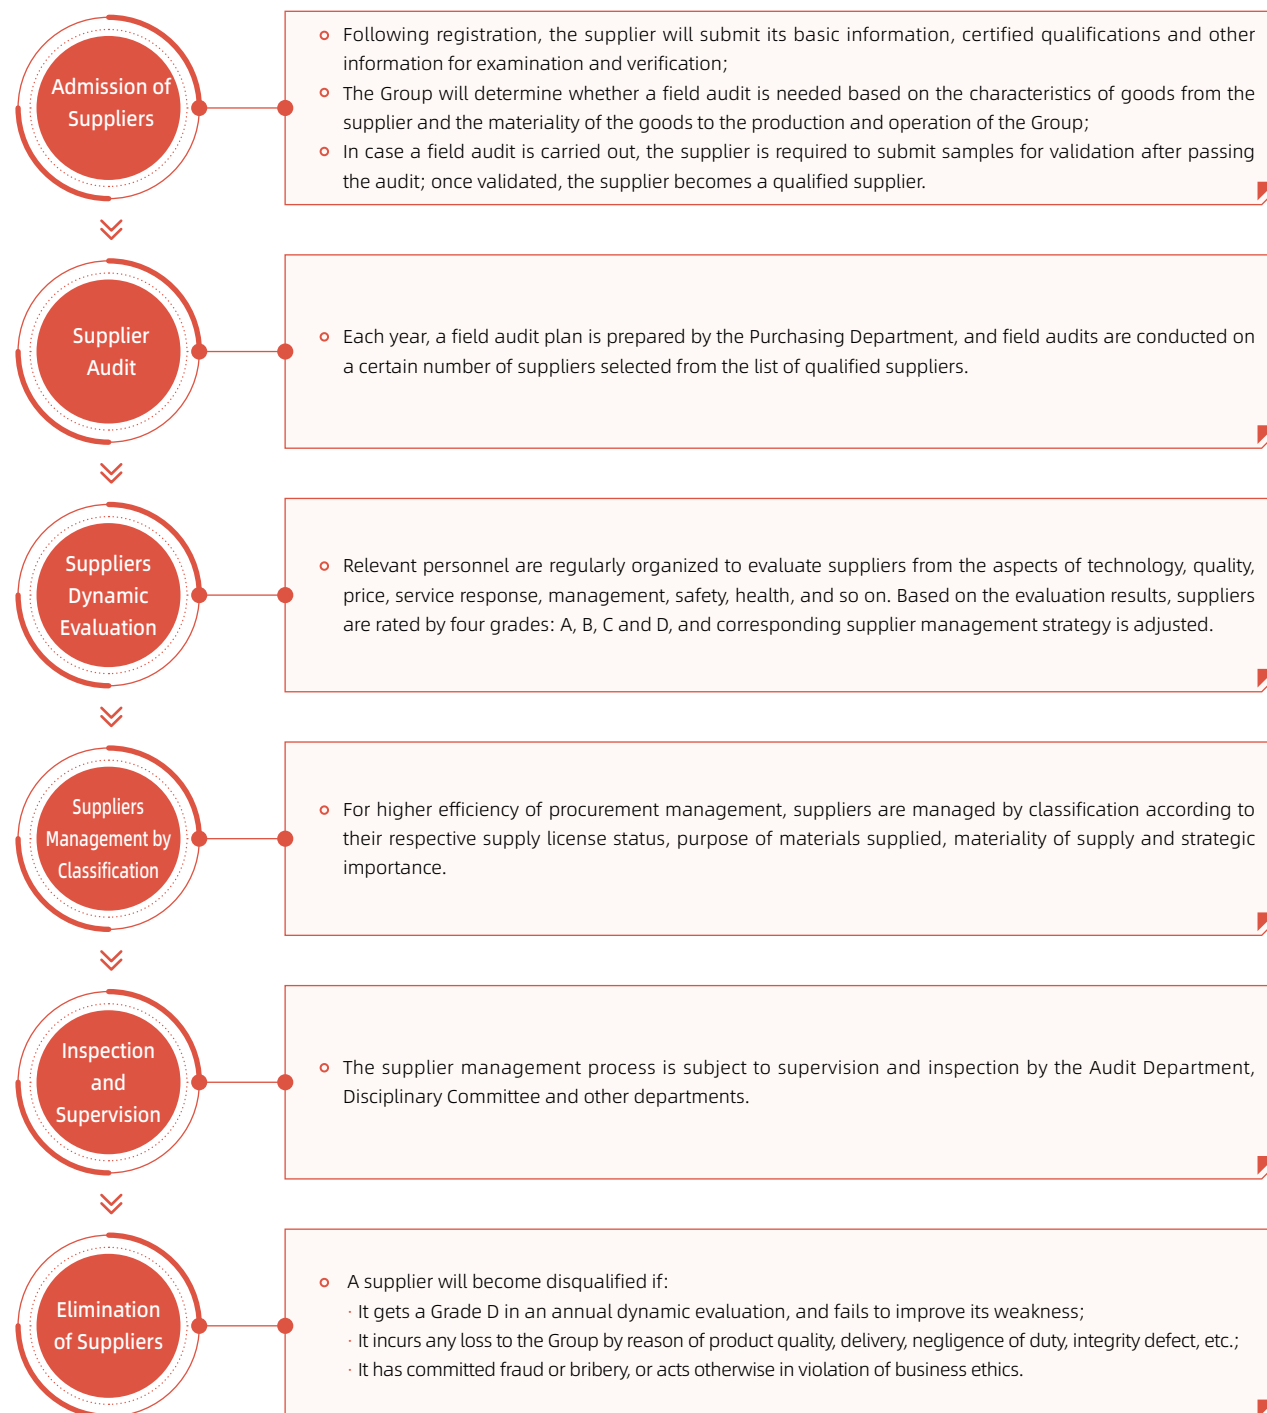 Admission of
Suppliers
Following registration, the supplier will submit its basic information, certified qualifications and other
information for examination and verification;
The Group will determine whether a field audit is needed based on the characteristics of goods from the
supplier and the materiality of the goods to the production and operation of the Group;
In case a field audit is carried out, the supplier is required to submit samples for validation after passing
the audit; once validated, the supplier becomes a qualified supplier.
Supplier
Audit
Each year, a field audit plan is prepared by the Purchasing Department, and field audits are conducted on
a certain number of suppliers selected from the list of qualified suppliers.
Suppliers
Dynamic
Evaluation
Relevant personnel are regularly organized to evaluate suppliers from the aspects of technology, quality,
price, service response, management, safety, health, and so on. Based on the evaluation results, suppliers
are rated by four grades: A, B, C and D, and corresponding supplier management strategy is adjusted.
Suppliers
Management by
Classification
For higher efficiency of procurement management, suppliers are managed by classification according to
their respective supply license status, purpose of materials supplied, materiality of supply and strategic
importance.
Inspection
and
Supervision
The supplier management process is subject to supervision and inspection by the Audit Department,
Disciplinary Committee and other departments.
Elimination
of Suppliers
A supplier will become disqualified if:
· It gets a Grade D in an annual dynamic evaluation, and fails to improve its weakness;
· It incurs any loss to the Group by reason of product quality, delivery, negligence of duty, integrity defect, etc.;
· It has committed fraud or bribery, or acts otherwise in violation of business ethics.